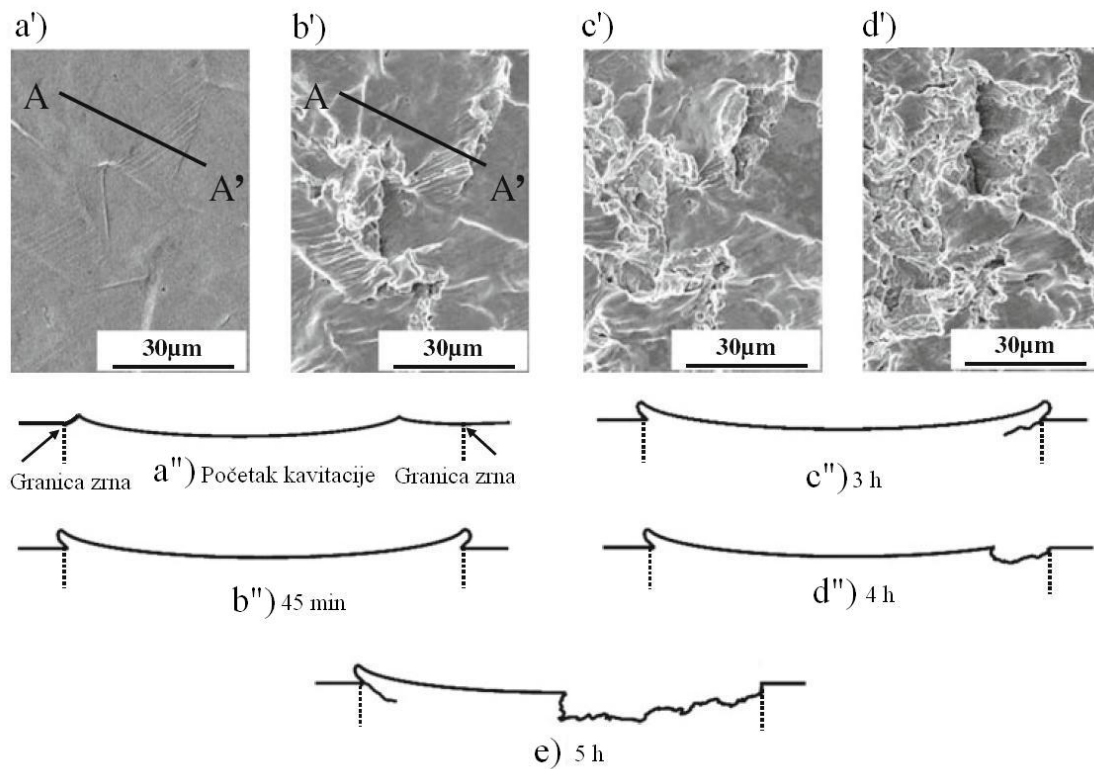 a') b') c') d')
A A
A' A'
30μm 30μm 30μm 30μm
Granica zrna Granica zrna
a") Početak kavitacije
c") 3 h
b") 45 min
d") 4 h
e) 5 h